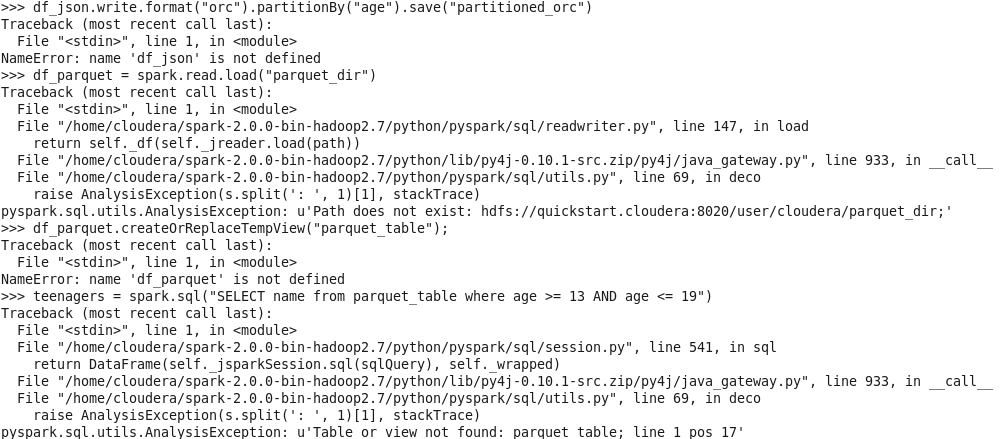 >>> df_json.write.format("orc").partitionBy("age").save("partitioned_orc")
Traceback (most recent call last):
  File "<stdin>", line 1, in <module>
NameError: name 'df_json' is not defined
>>> df_parquet = spark.read.load("parquet_dir")
Traceback (most recent call last):
  File "<stdin>", line 1, in <module>
  File "/home/cloudera/spark-2.0.0-bin-hadoop2.7/python/pyspark/sql/readwriter.py", line 147, in load
    return self._df(self._jreader.load(path))
  File "/home/cloudera/spark-2.0.0-bin-hadoop2.7/python/lib/py4j-0.10.1-src.zip/py4j/java_gateway.py", line 933, in __call__
  File "/home/cloudera/spark-2.0.0-bin-hadoop2.7/python/pyspark/sql/utils.py", line 69, in deco
    raise AnalysisException(s.split(': ', 1)[1], stackTrace)
pyspark.sql.utils.AnalysisException: u'Path does not exist: hdfs://quickstart.cloudera:8020/user/cloudera/parquet_dir;'
>>> df_parquet.createOrReplaceTempView("parquet_table");
Traceback (most recent call last):
  File "<stdin>", line 1, in <module>
NameError: name 'df_parquet' is not defined
>>> teenagers = spark.sql("SELECT name from parquet_table where age >= 13 AND age <= 19")
Traceback (most recent call last):
  File "<stdin>", line 1, in <module>
  File "/home/cloudera/spark-2.0.0-bin-hadoop2.7/python/pyspark/sql/session.py", line 541, in sql
    return DataFrame(self._jsparkSession.sql(sqlQuery), self._wrapped)
  File "/home/cloudera/spark-2.0.0-bin-hadoop2.7/python/lib/py4j-0.10.1-src.zip/py4j/java_gateway.py", line 933, in __call__
  File "/home/cloudera/spark-2.0.0-bin-hadoop2.7/python/pyspark/sql/utils.py", line 69, in deco
    raise AnalysisException(s.split(': ', 1)[1], stackTrace)
pyspark.sql.utils.AnalysisException: u'Table or view not found: parquet_table; line 1 pos 17'